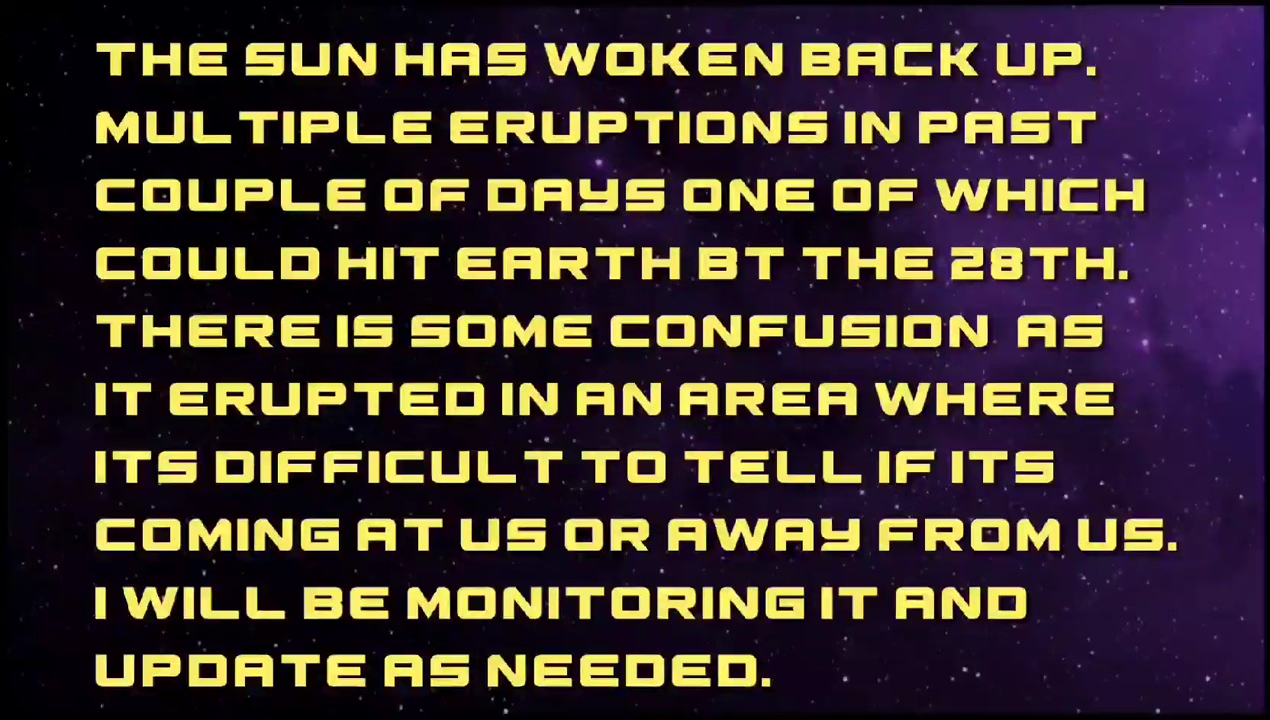 THE SUN HAS WOKEN BACK UP.
MULTIPLE ERUPTIONS IN PAST
COUPLE OF DAYS ONE OF WHICH
COULD HIT EARTH BT THE 28TH.
THERE IS SOME CONFUSION AS
IT ERUPTED IN AN AREA WHERE
ITS DIFFICULT TO TELL IF ITS
COMING AT US OR AWAY FROM US.
I WILL BE MONITORING IT AND
UPDATE AS NEEDED.